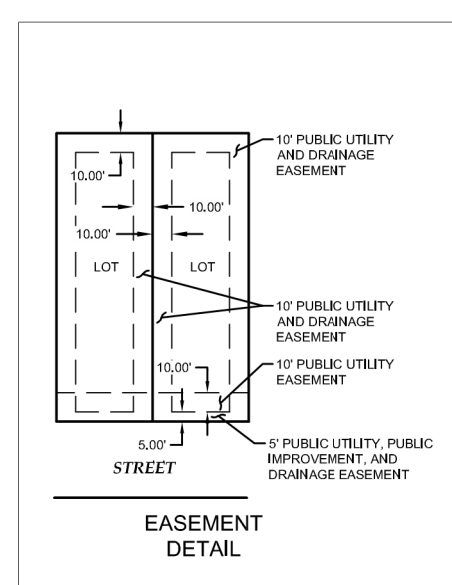 10' PUBLIC UTILITY
AND DRAINAGE
EASEMENT
10.00'
10.00'
10.00'
LOT
LOT
10' PUBLIC UTILITY
AND DRAINAGE
EASEMENT
10.00'
10' PUBLIC UTILITY
EASEMENT
5.00'
5' PUBLIC UTILITY, PUBLIC
IMPROVEMENT, AND
DRAINAGE EASEMENT
STREET
EASEMENT
DETAIL